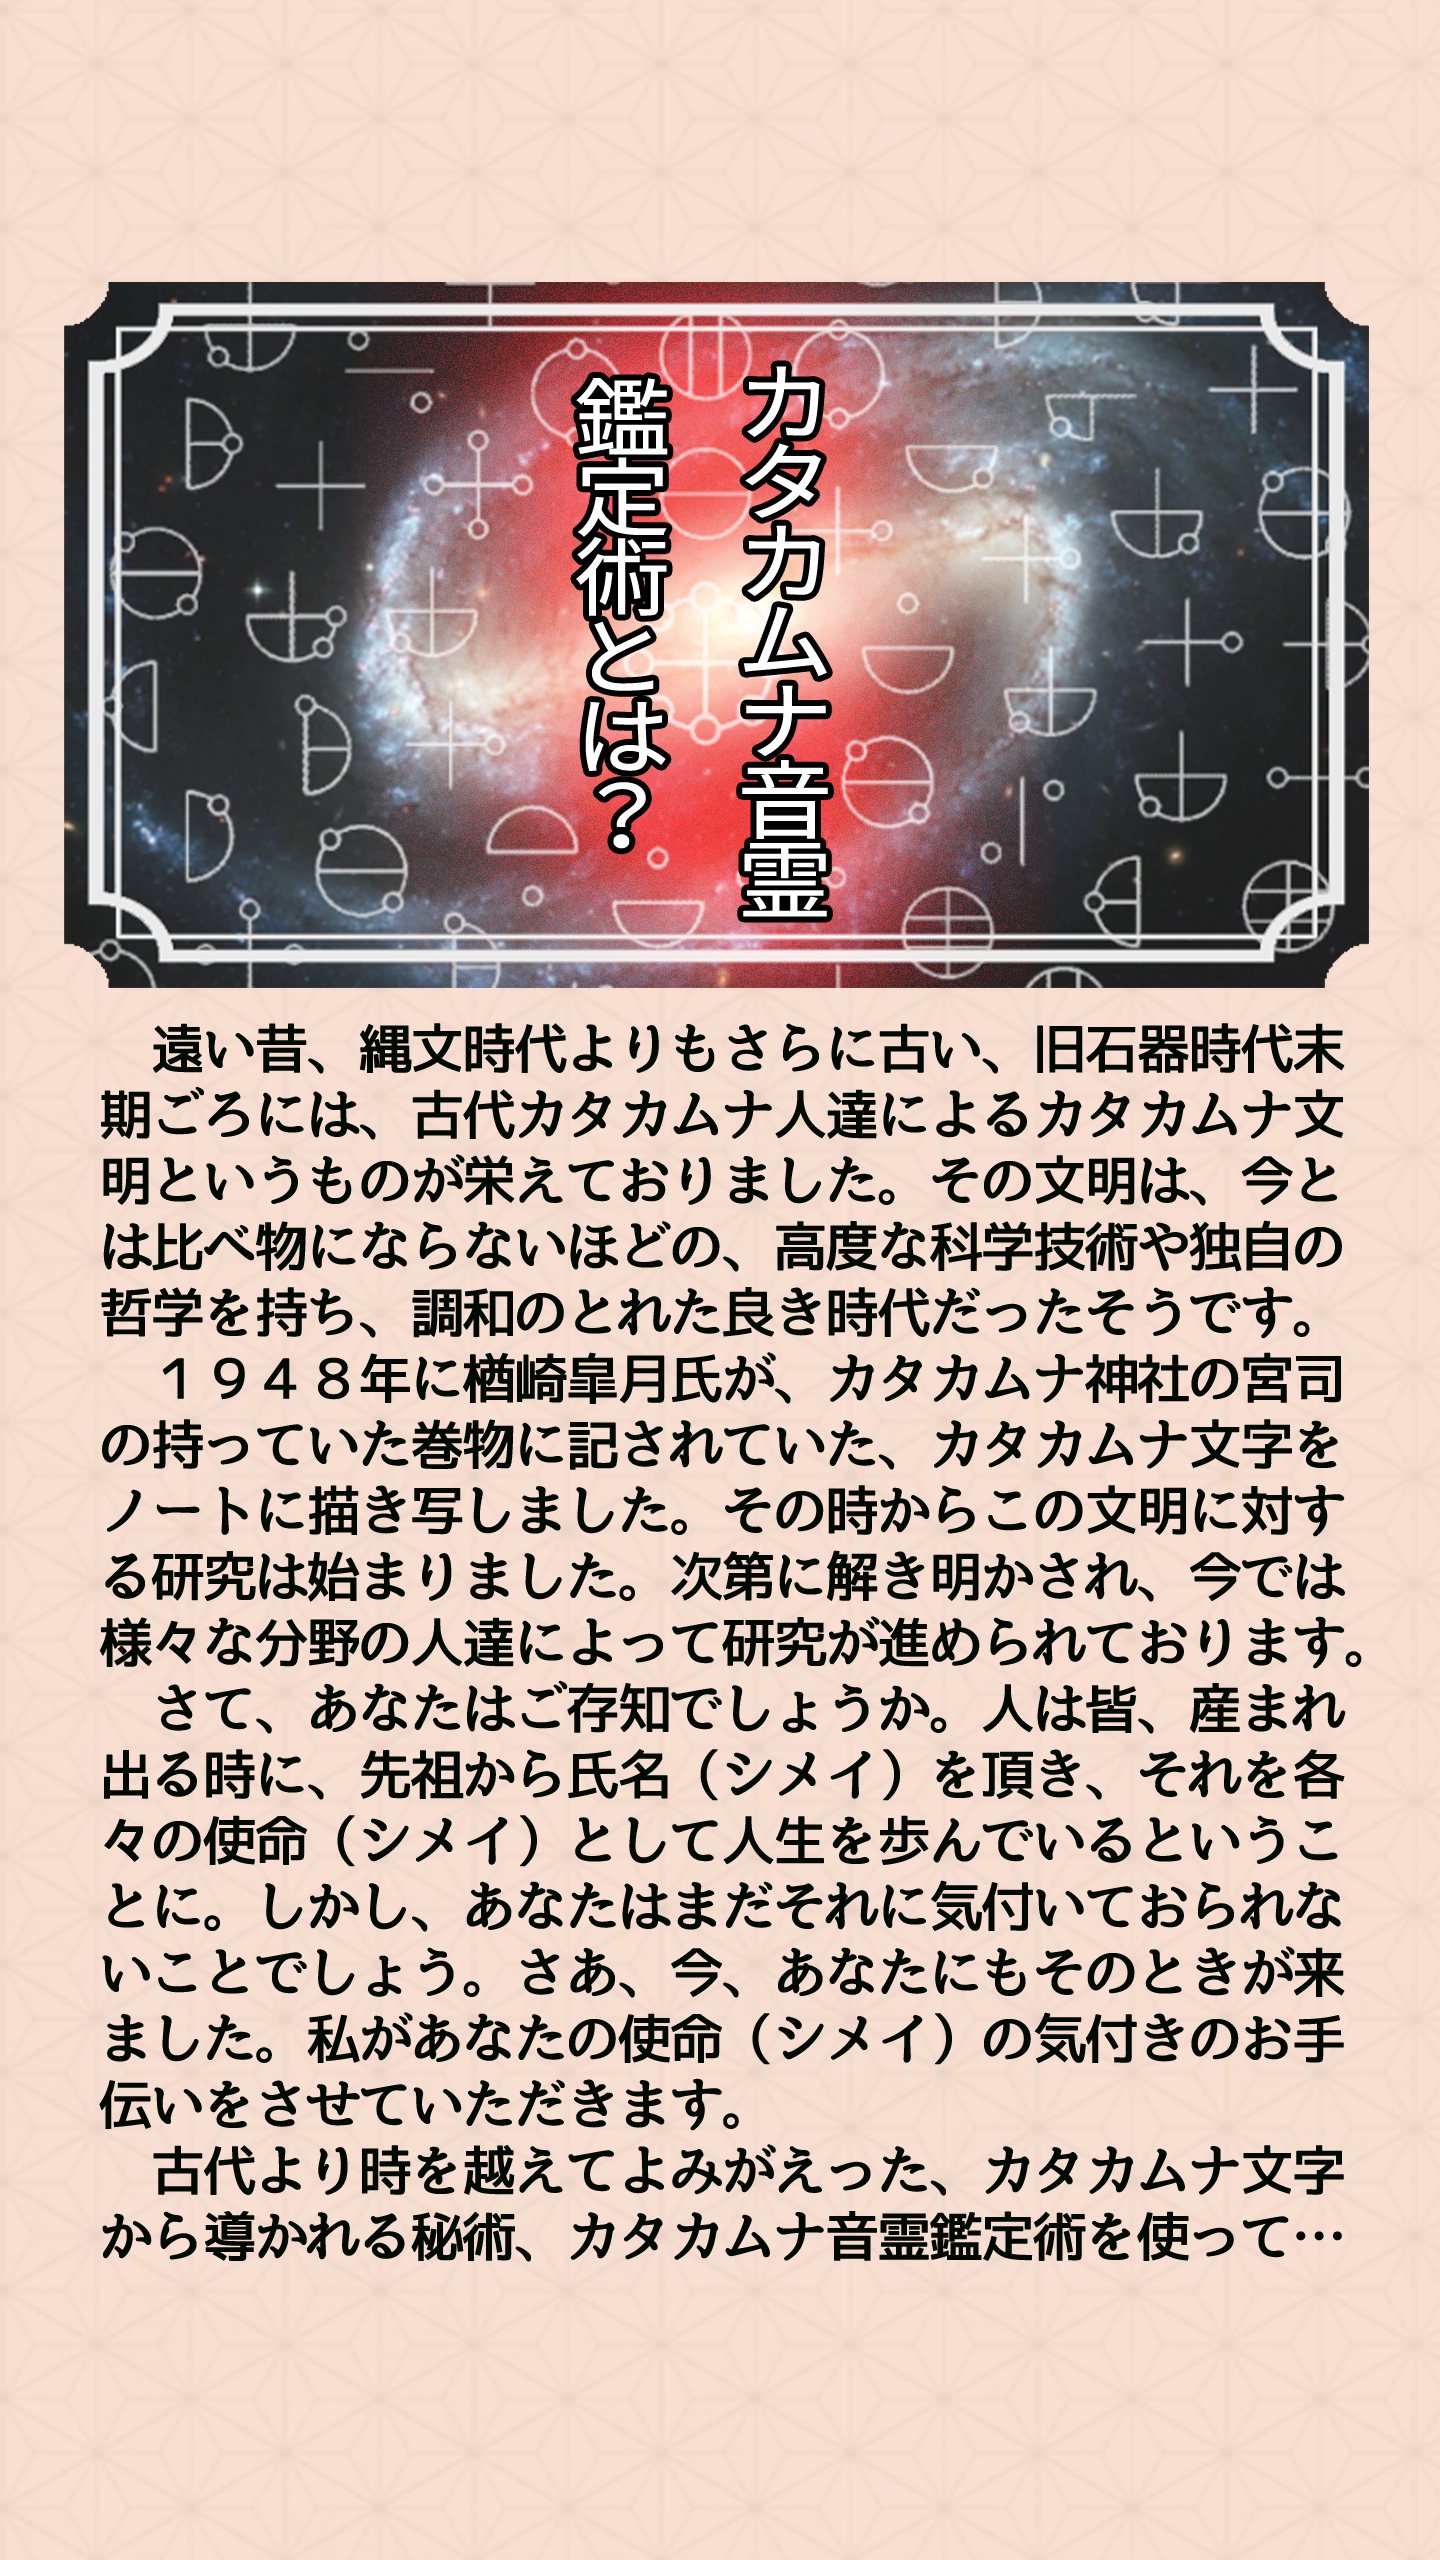 カタカムナ音霊
鑑定術とは？
　遠い昔、縄文時代よりもさらに古い、旧石器時代末
期ごろには、古代カタカムナ人達によるカタカムナ文
明というものが栄えておりました。その文明は、今と
は比べ物にならないほどの、高度な科学技術や独自の
哲学を持ち、調和のとれた良き時代だったそうです。
　１９４８年に楢崎皐月氏が、カタカムナ神社の宮司
の持っていた巻物に記されていた、カタカムナ文字を
ノートに描き写しました。その時からこの文明に対す
る研究は始まりました。次第に解き明かされ、今では
様々な分野の人達によって研究が進められております。
　さて、あなたはご存知でしょうか。人は皆、産まれ
出る時に、先祖から氏名（シメイ）を頂き、それを各
々の使命（シメイ）として人生を歩んでいるというこ
とに。しかし、あなたはまだそれに気付いておられな
いことでしょう。さあ、今、あなたにもそのときが来
ました。私があなたの使命（シメイ）の気付きのお手
伝いをさせていただきます。
　古代より時を越えてよみがえった、カタカムナ文字
から導かれる秘術、カタカムナ音霊鑑定術を使って…